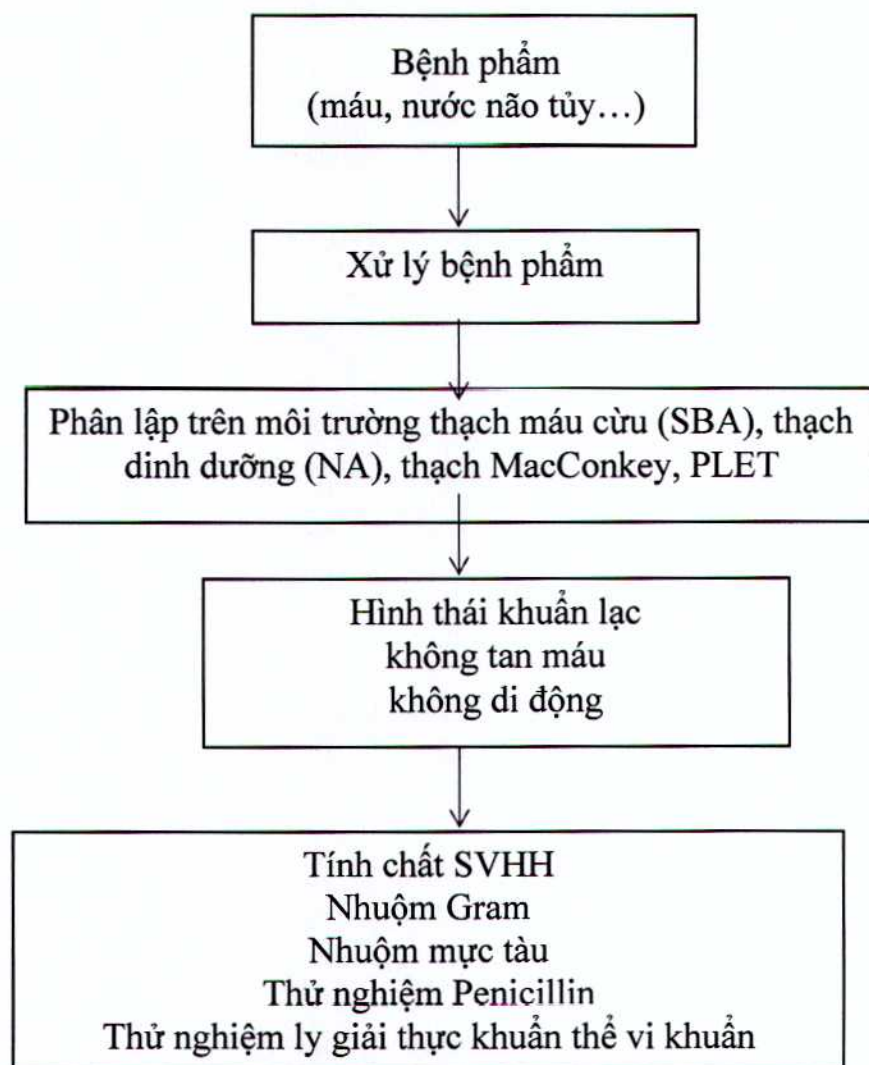 Bệnh phẩm
(máu, nước não tủy…)
Xử lý bệnh phẩm
Phân lập trên môi trường thạch máu cừu (SBA), thạch
dinh dưỡng (NA), thạch MacConkey, PLET
Hình thái khuẩn lạc
không tan máu
không di động
Tính chất SVHH
Nhuộm Gram
Nhuộm mực tàu
Thử nghiệm Penicillin
Thử nghiệm ly giải thực khuẩn thể vi khuẩn